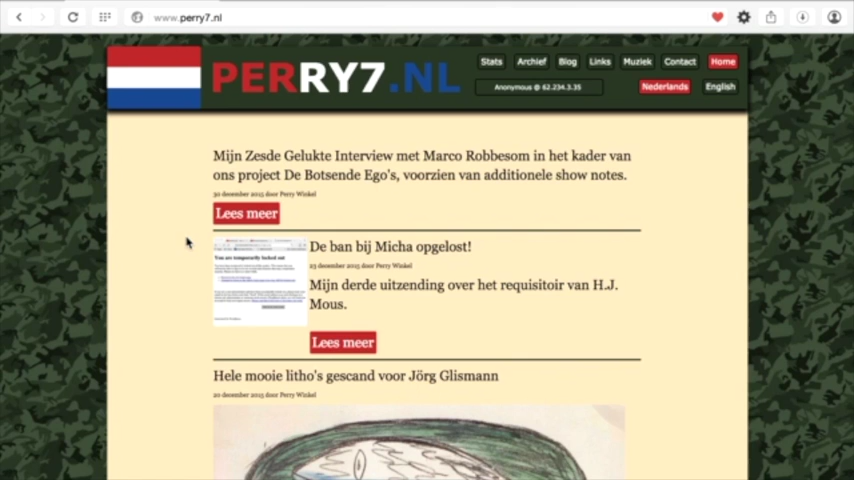 www.perry7.nl
PERRY7.NL
Stats Archief Blog Links Muziek Contact Home
Anonymous @ 62.234.3.35
Nederlands English
Mijn Zesde Gelukte Interview met Marco Robbesom in het kader van
ons project De Botsende Ego's, voorzien van additionele show notes.
30 december 2015 door Perry Winkel
Lees meer
You are temporarily locked out
De ban bij Micha opgelost!
23 december 2015 door Perry Winkel
Mijn derde uitzending over het requisitoir van H.J.
Mous.
Lees meer
Hele mooie litho's gescand voor Jörg Glismann
20 december 2015 door Perry Winkel